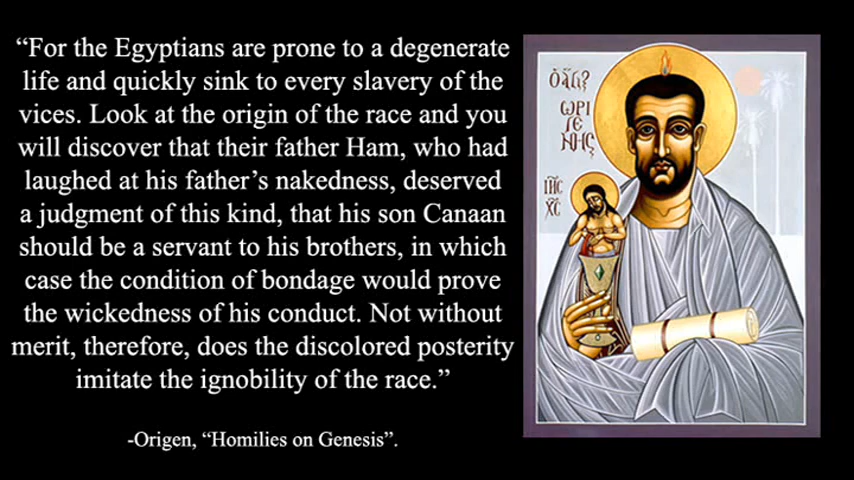 “For the Egyptians are prone to a degenerate
life and quickly sink to every slavery of the
vices. Look at the origin of the race and you
will discover that their father Ham, who had
laughed at his father’s nakedness, deserved
a judgment of this kind, that his son Canaan
should be a servant to his brothers, in which
case the condition of bondage would prove
the wickedness of his conduct. Not without
merit, therefore, does the discolored posterity
imitate the ignobility of the race.”
-Origen, “Homilies on Genesis”.
ΩΡΙ
ΓΕ
ΝΗϹ
ΧϹ